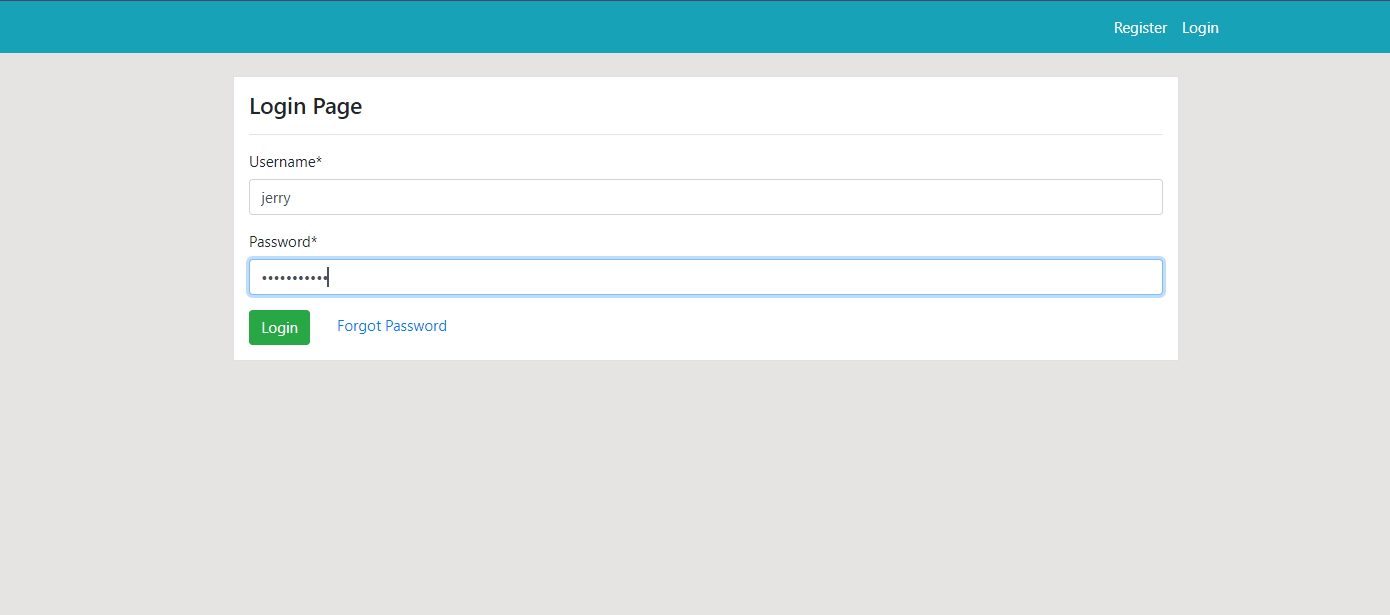 Register Login
Login Page
Username*
jerry
Password*
•••••••••••
Login Forgot Password